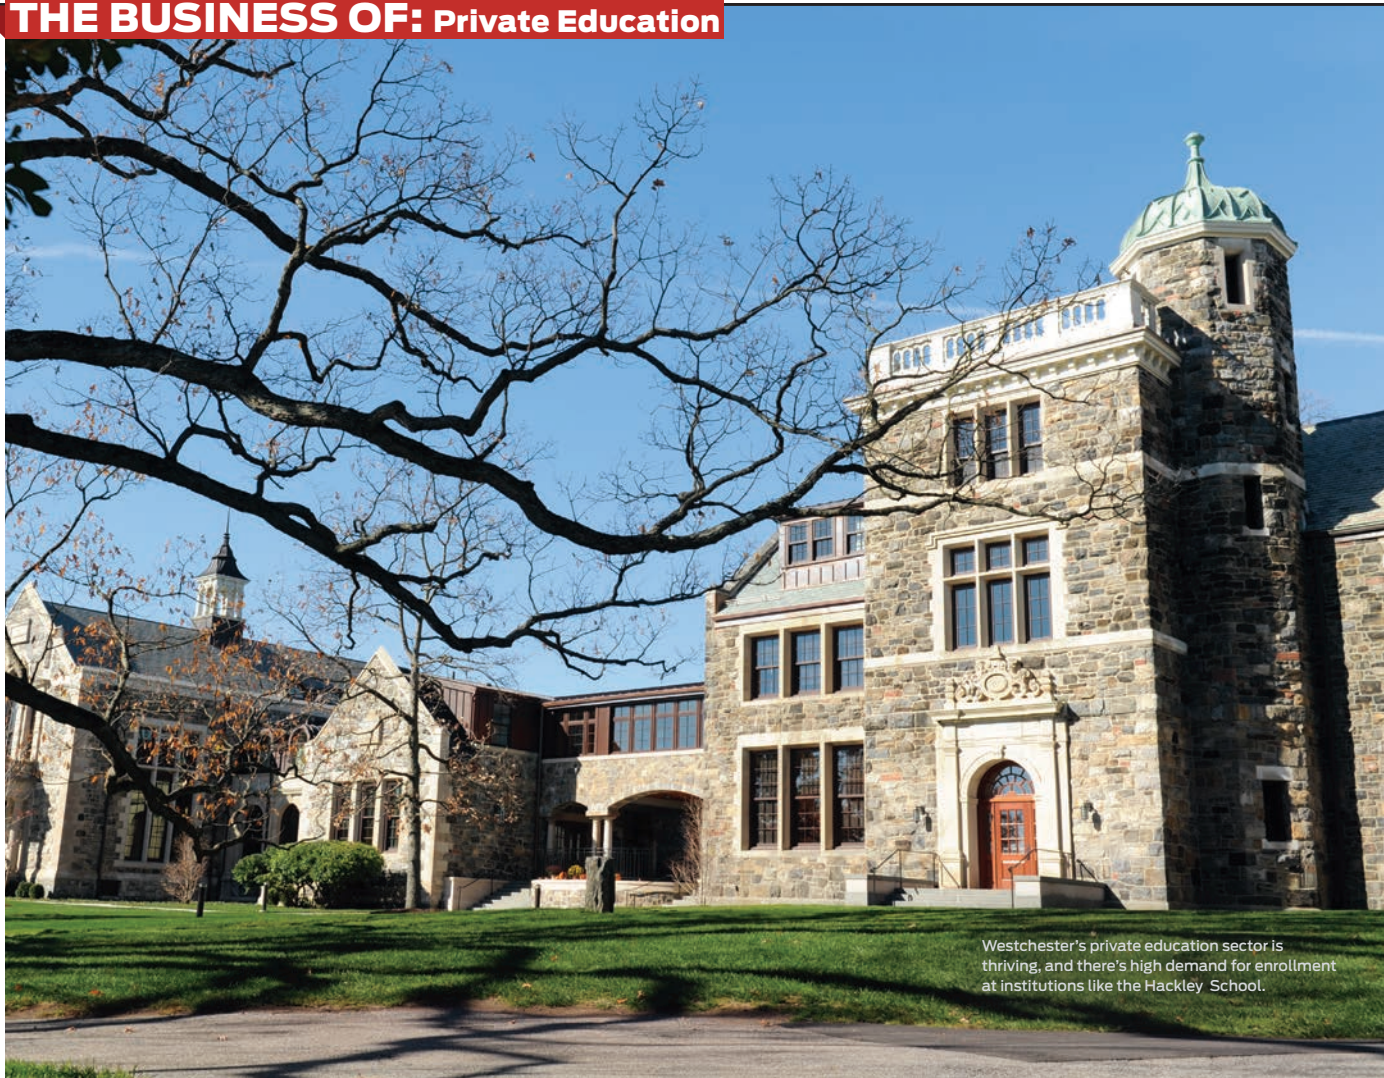 THE BUSINESS OF: Private Education
Westchester's private education sector is
thriving, and there's high demand for enrollment
at institutions like the Hackley School.